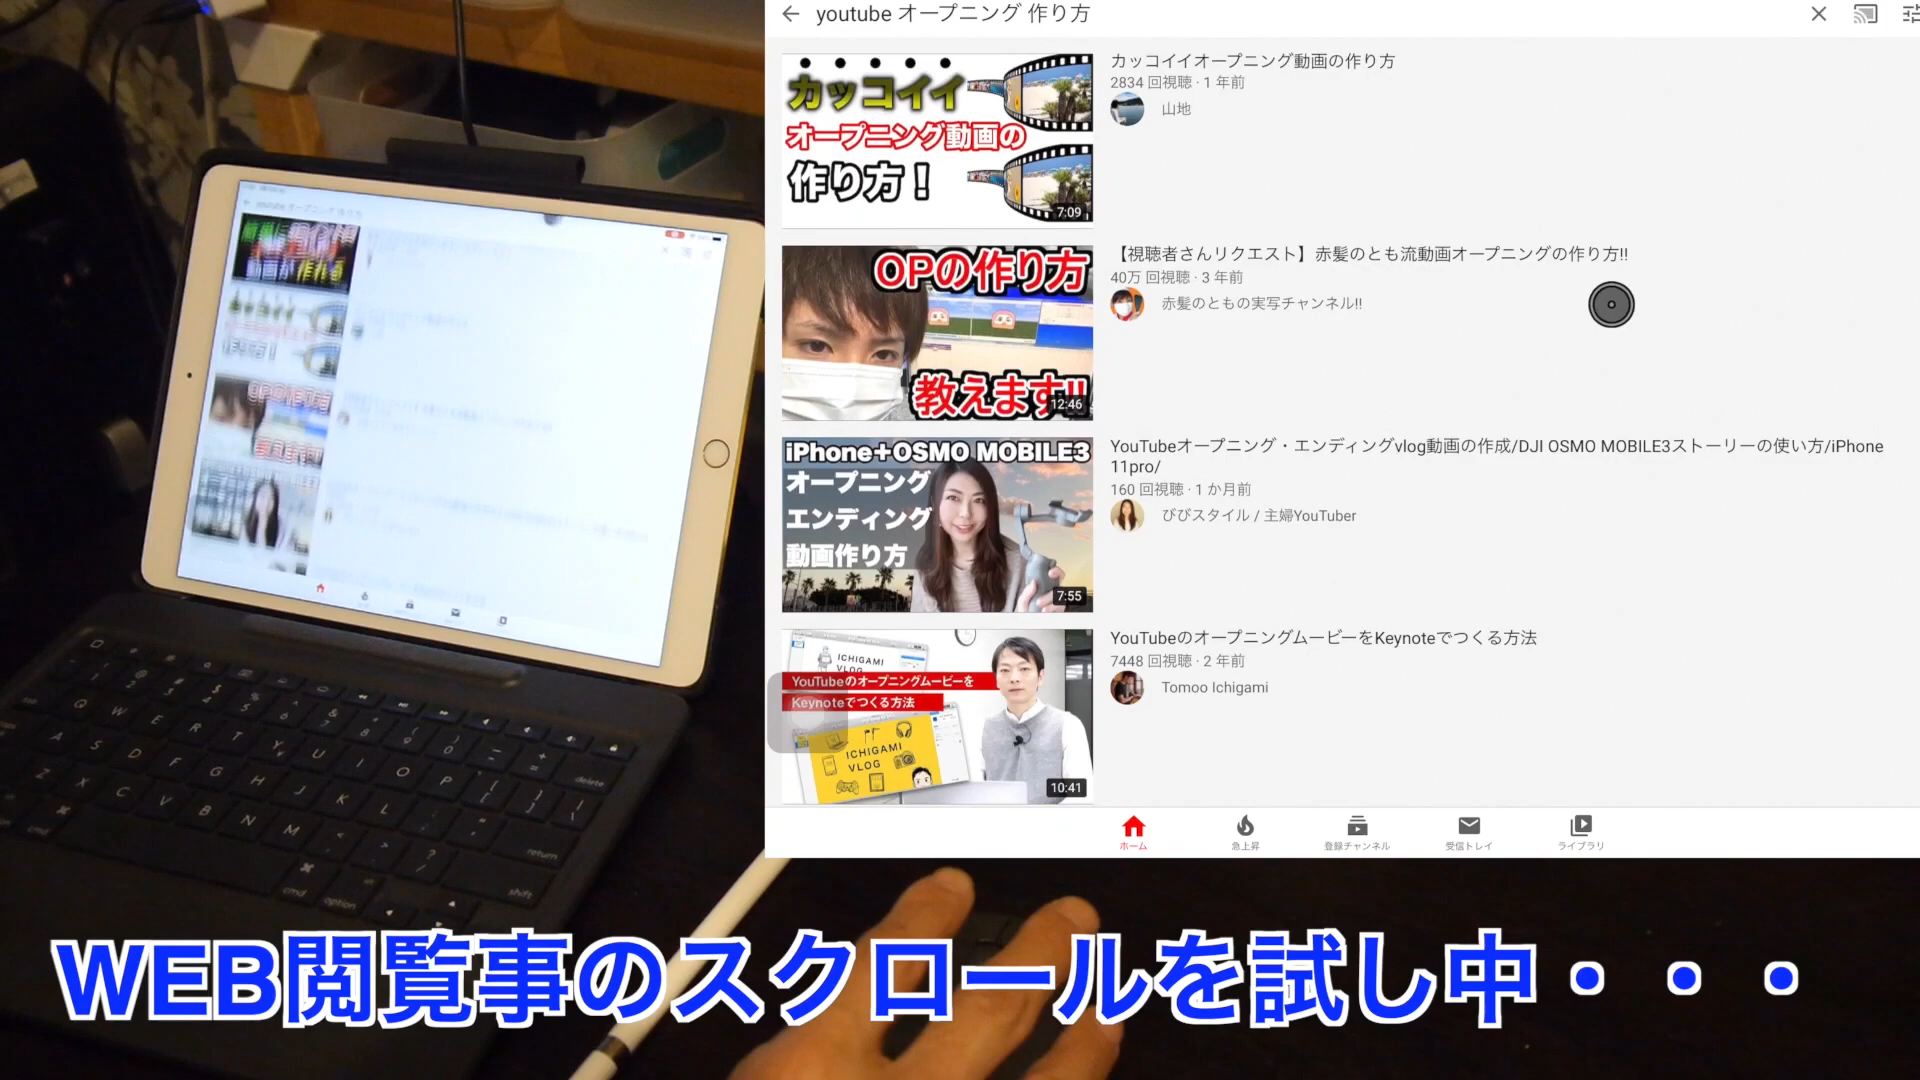 youtube オープニング 作り方
カッコイイ
オープニング動画の
作り方！
7:09
カッコイイオープニング動画の作り方
2834 回視聴 · 1 年前
山地
OPの作り方
教えます!!
12:46
【視聴者さんリクエスト】赤髪のとも流動画オープニングの作り方!!
40万 回視聴 · 3 年前
赤髪のともの実写チャンネル!!
iPhone+OSMO MOBILE3
オープニング
エンディング
動画作り方
7:55
YouTubeオープニング・エンディングvlog動画の作成/DJI OSMO MOBILE3ストーリーの使い方/iPhone
11pro/
160 回視聴 · 1 か月前
びびスタイル / 主婦YouTuber
ICHIGAMI
VLOG
YouTubeのオープニングムービーを
Keynoteでつくる方法
ICHIGAMI
VLOG
10:41
YouTubeのオープニングムービーをKeynoteでつくる方法
7448 回視聴 · 2 年前
Tomoo Ichigami
ホーム
急上昇
登録チャンネル
受信トレイ
ライブラリ
Q W E R T Y U I O P
delete
A S D F G H J K L
return
Z X C V B N M
shift
cmd
cmd
option
WEB閲覧事のスクロールを試し中・・・